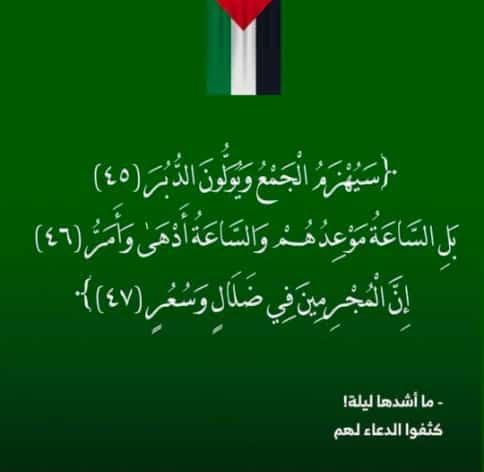 ﴿سَيُهْزَمُ الْجَمْعُ وَيُوَلُّونَ الدُّبُرَ (٤٥)
بَلِ السَّاعَةُ مَوْعِدُهُمْ وَالسَّاعَةُ أَدْهَىٰ وَأَمَرُّ (٤٦)
إِنَّ الْمُجْرِمِينَ فِي ضَلَالٍ وَسُعُرٍ (٤٧)﴾
- ما أشدها ليلة!
كثفوا الدعاء لهم